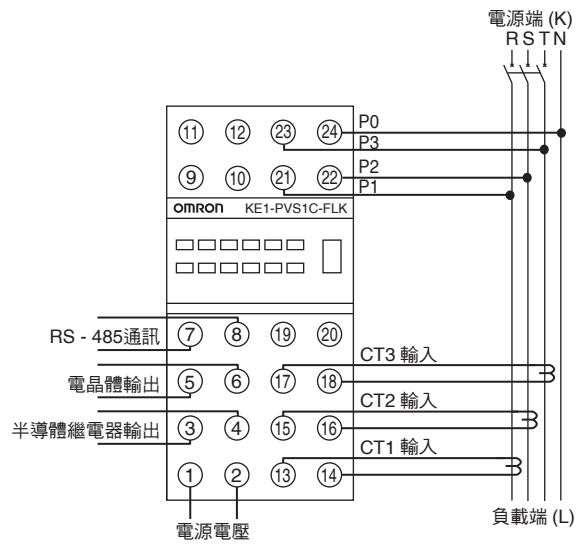 電源端 (K)
R S T N
⑪ ⑫ ㉓ ㉔ P0
P3
⑨ ⑩ ㉑ ㉒ P2
P1
OMRON KE1-PVS1C-FLK
RS - 485通訊 ⑦ ⑧ ⑲ ⑳
CT3 輸入
電晶體輸出 ⑤ ⑥ ⑰ ⑱
CT2 輸入
半導體繼電器輸出 ③ ④ ⑮ ⑯
CT1 輸入
① ② ⑬ ⑭
電源電壓
負載端 (L)